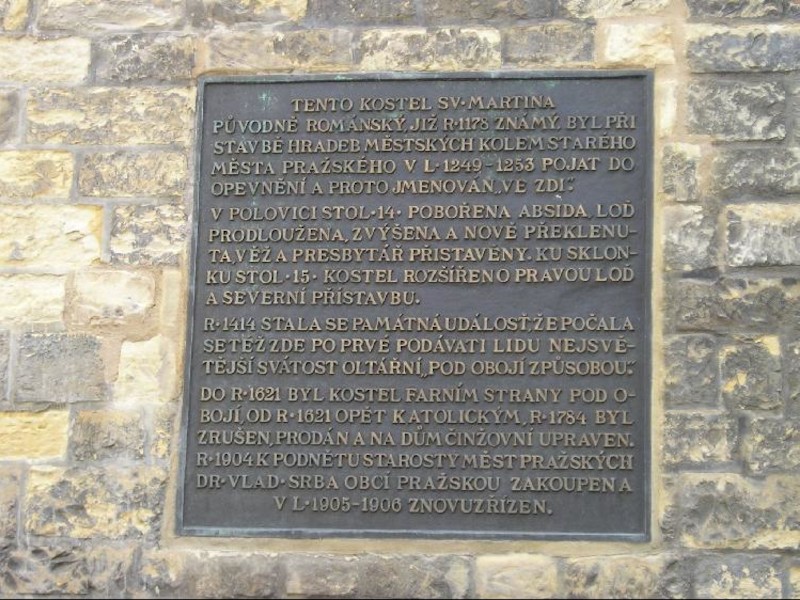 TENTO KOSTEL SV·MARTINA
PŮVODNĚ ROMÁNSKÝ, JIŽ R·1178 ZNÁMÝ, BYL PŘI
STAVBĚ HRADEB MĚSTSKÝCH KOLEM STARÉHO
MĚSTA PRAŽSKÉHO V L·1249-1253 POJAT DO
OPEVNĚNÍ A PROTO JMENOVÁN „VE ZDI".
V POLOVICI STOL·14· POBOŘENA ABSIDA, LOĎ
PRODLOUŽENA, ZVÝŠENA A NOVĚ PŘEKLENU-
TA, VĚŽ A PRESBYTÁŘ PŘISTAVĚNY. KU SKLON-
KU STOL·15· KOSTEL ROZŠÍŘEN O PRAVOU LOĎ
A SEVERNÍ PŘÍSTAVBU.
R·1414 STALA SE PAMÁTNÁ UDÁLOST, ŽE POČALA
SE TÉŽ ZDE PO PRVÉ PODÁVATI LIDU NEJSVĚ-
TĚJŠÍ SVÁTOST OLTÁŘNÍ „POD OBOJÍ ZPŮSOBOU".
DO R·1621 BYL KOSTEL FARNÍM STRANY POD O-
BOJÍ, OD R·1621 OPĚT KATOLICKÝM, R·1784 BYL
ZRUŠEN, PRODÁN A NA DŮM ČINŽOVNÍ UPRAVEN.
R·1904 K PODNĚTU STAROSTY MĚST PRAŽSKÝCH
DR·VLAD·SRBA OBCÍ PRAŽSKOU ZAKOUPEN A
V L·1905-1906 ZNOVUZŘÍZEN.